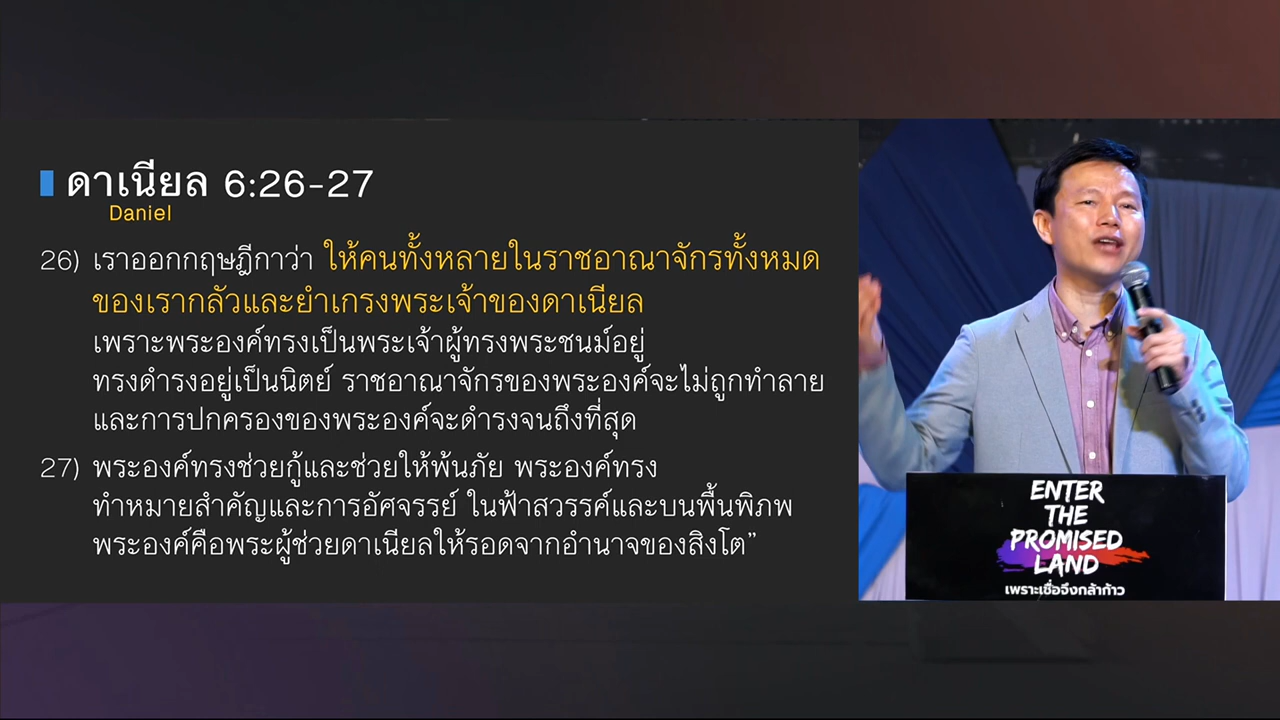 ดาเนียล 6:26-27
Daniel
26) เราออกกฤษฎีกาว่า ให้คนทั้งหลายในราชอาณาจักรทั้งหมด
ของเรากลัวและยำเกรงพระเจ้าของดาเนียล
เพราะพระองค์ทรงเป็นพระเจ้าผู้ทรงพระชนม์อยู่
ทรงดำรงอยู่เป็นนิตย์ ราชอาณาจักรของพระองค์จะไม่ถูกทำลาย
และการปกครองของพระองค์จะดำรงจนถึงที่สุด
27) พระองค์ทรงช่วยกู้และช่วยให้พ้นภัย พระองค์ทรง
ทำหมายสำคัญและการอัศจรรย์ ในฟ้าสวรรค์และบนพื้นพิภพ
พระองค์คือพระผู้ช่วยดาเนียลให้รอดจากอำนาจของสิงโต”
ENTER
THE
PROMISED
LAND
เพราะเชื่อจึงกล้าก้าว